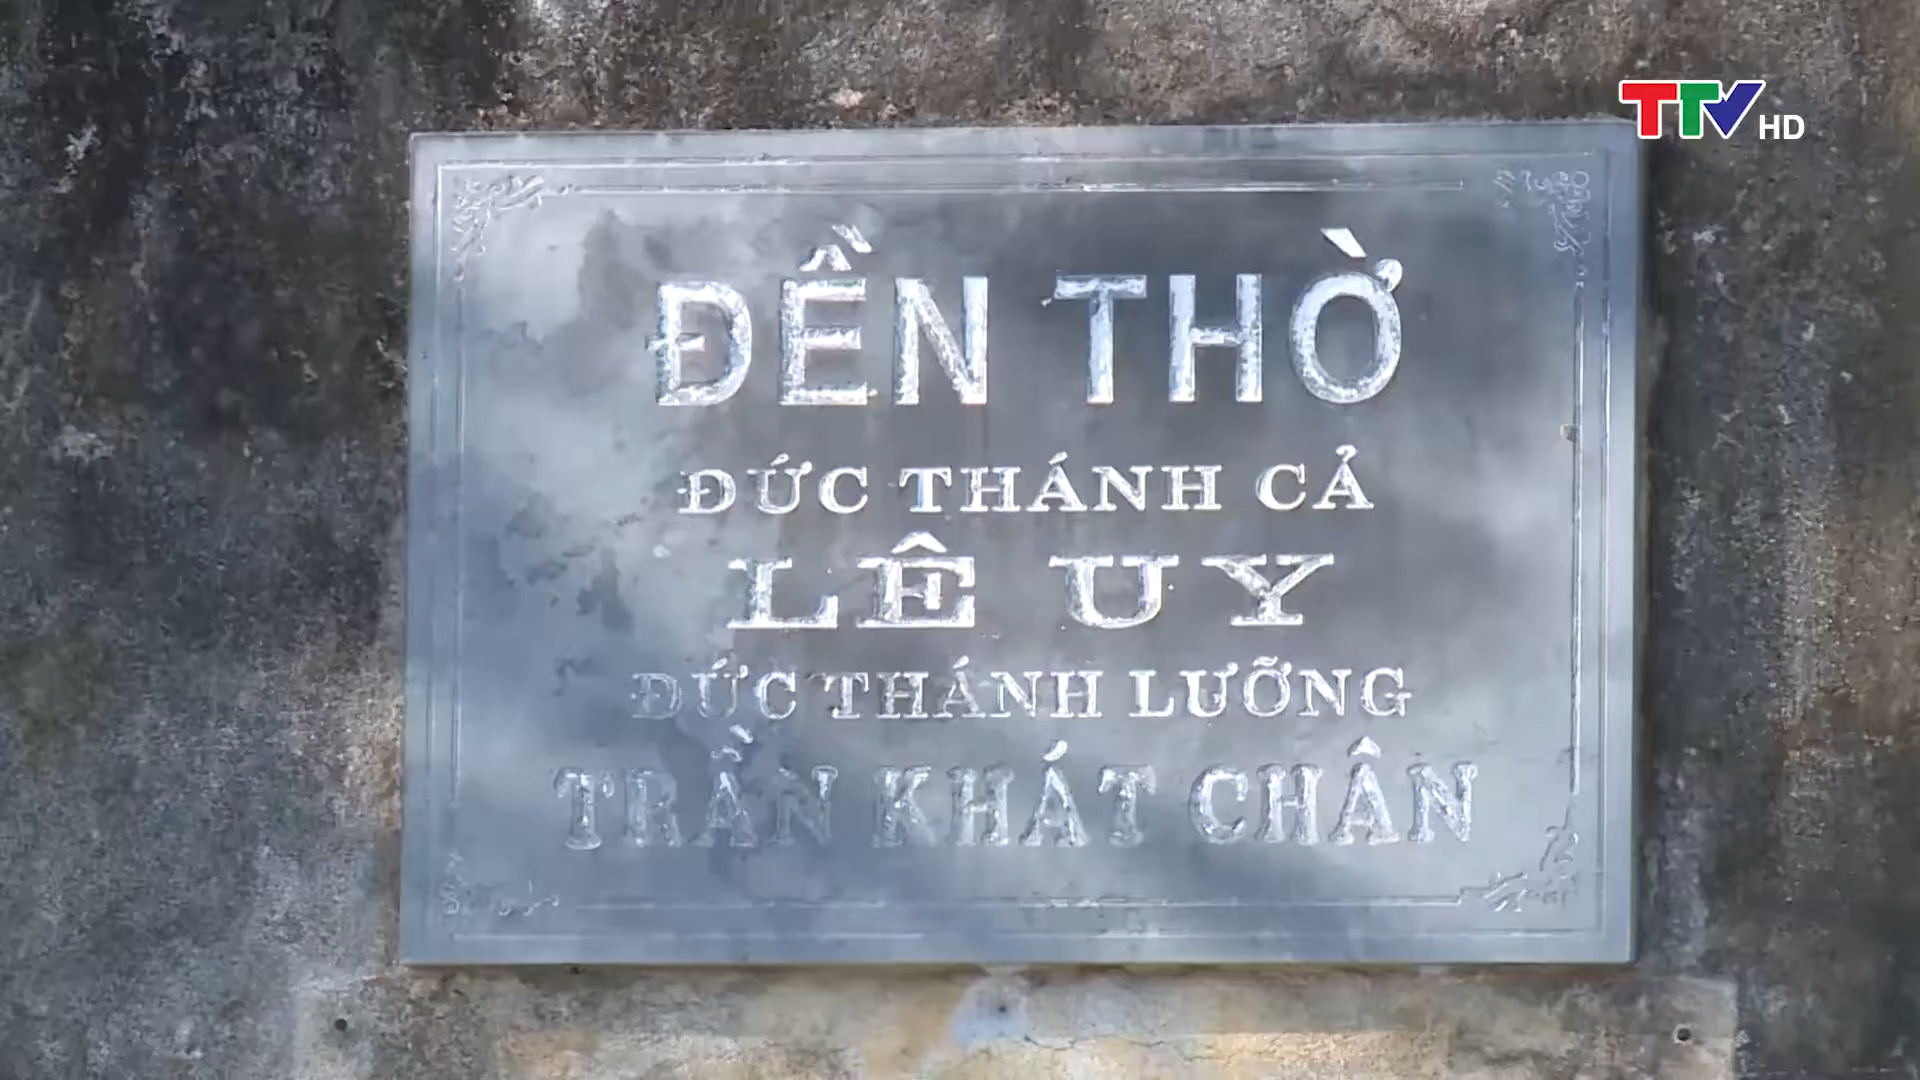 TTV HD
ĐỀN THỜ
ĐỨC THÁNH CẢ
LÊ UY
ĐỨC THÁNH LƯỠNG
TRẦN KHÁT CHÂN